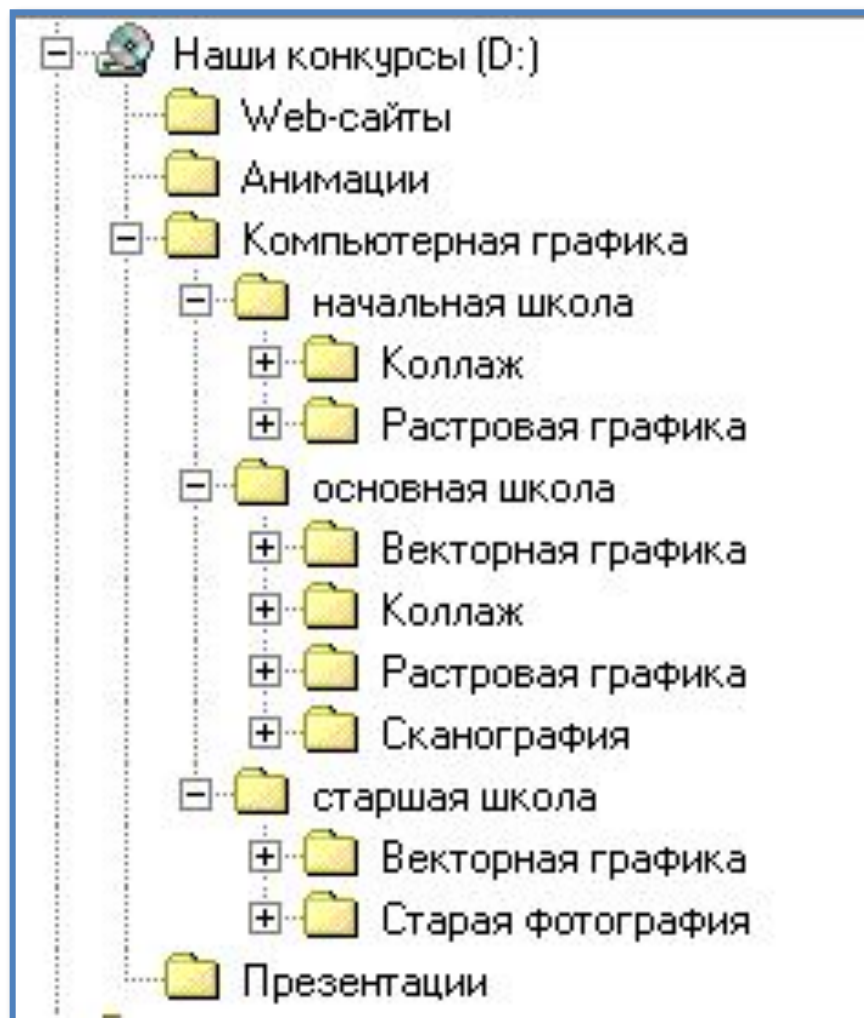 Наши конкурсы (D:)
Web-сайты
Анимации
Компьютерная графика
начальная школа
Коллаж
Растровая графика
основная школа
Векторная графика
Коллаж
Растровая графика
Сканография
старшая школа
Векторная графика
Старая фотография
Презентации